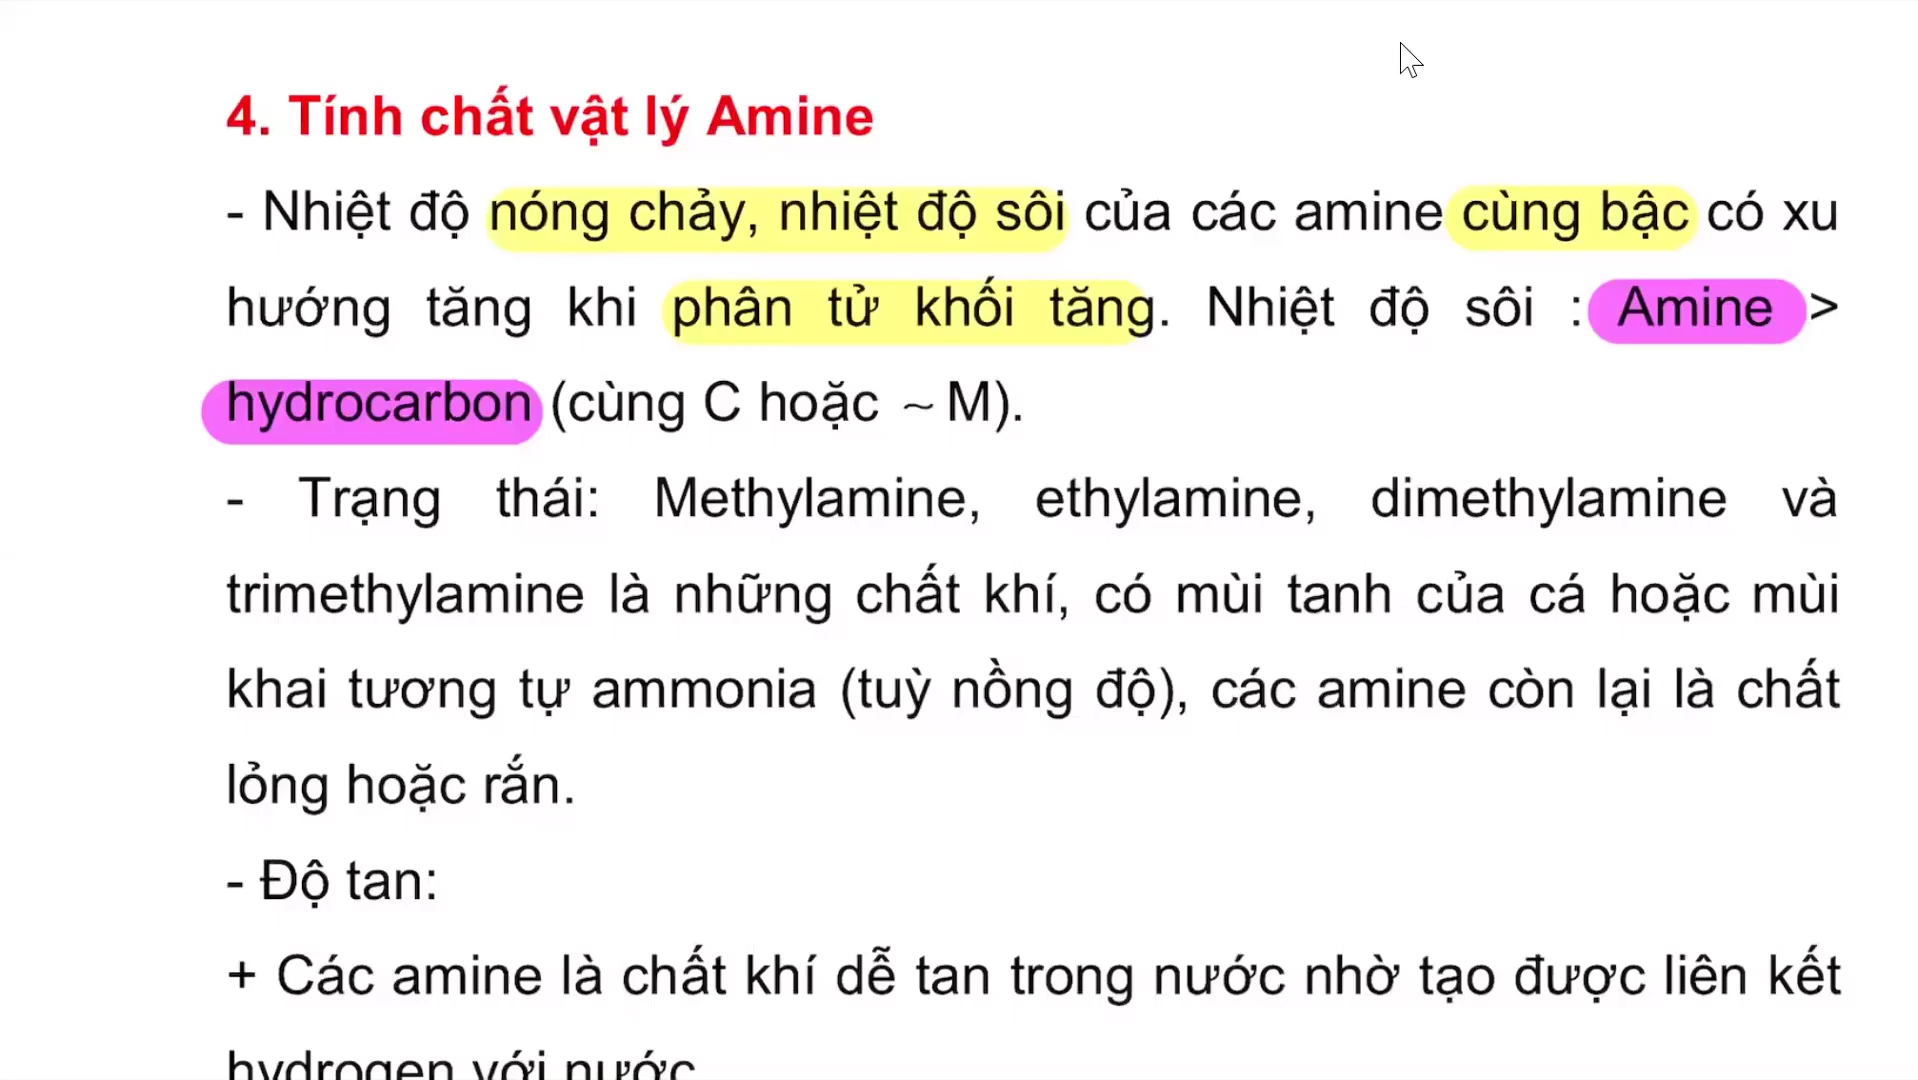 4. Tính chất vật lý Amine
- Nhiệt độ nóng chảy, nhiệt độ sôi của các amine cùng bậc có xu
hướng tăng khi phân tử khối tăng. Nhiệt độ sôi : Amine >
hydrocarbon (cùng C hoặc ~ M).
- Trạng thái: Methylamine, ethylamine, dimethylamine và
trimethylamine là những chất khí, có mùi tanh của cá hoặc mùi
khai tương tự ammonia (tuỳ nồng độ), các amine còn lại là chất
lỏng hoặc rắn.
- Độ tan:
+ Các amine là chất khí dễ tan trong nước nhờ tạo được liên kết
hydrogen với nước